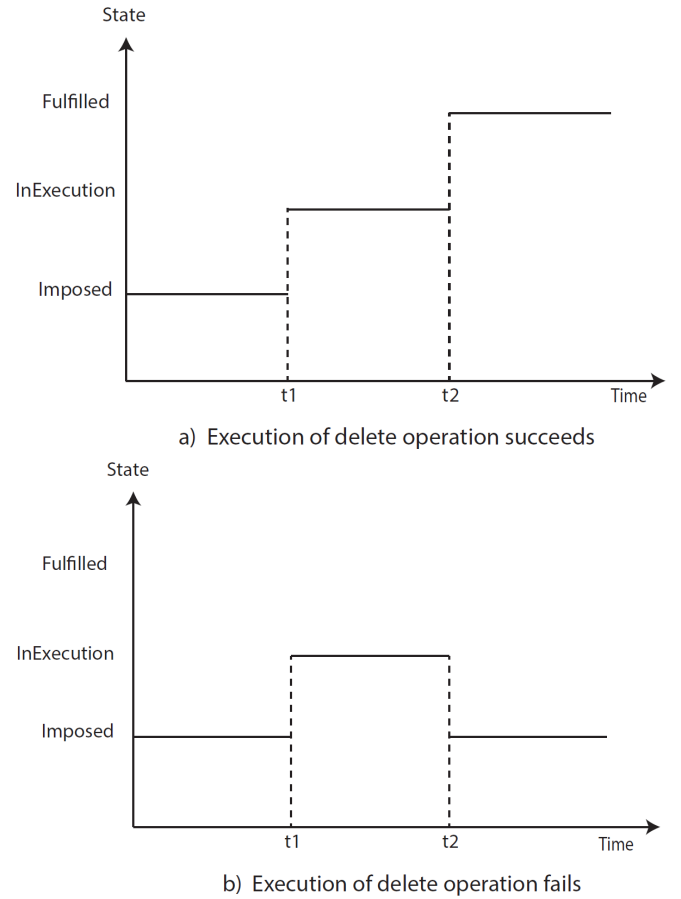 State
Fulfilled
InExecution
Imposed
t1 t2 Time
a) Execution of delete operation succeeds
State
Fulfilled
InExecution
Imposed
t1 t2 Time
b) Execution of delete operation fails